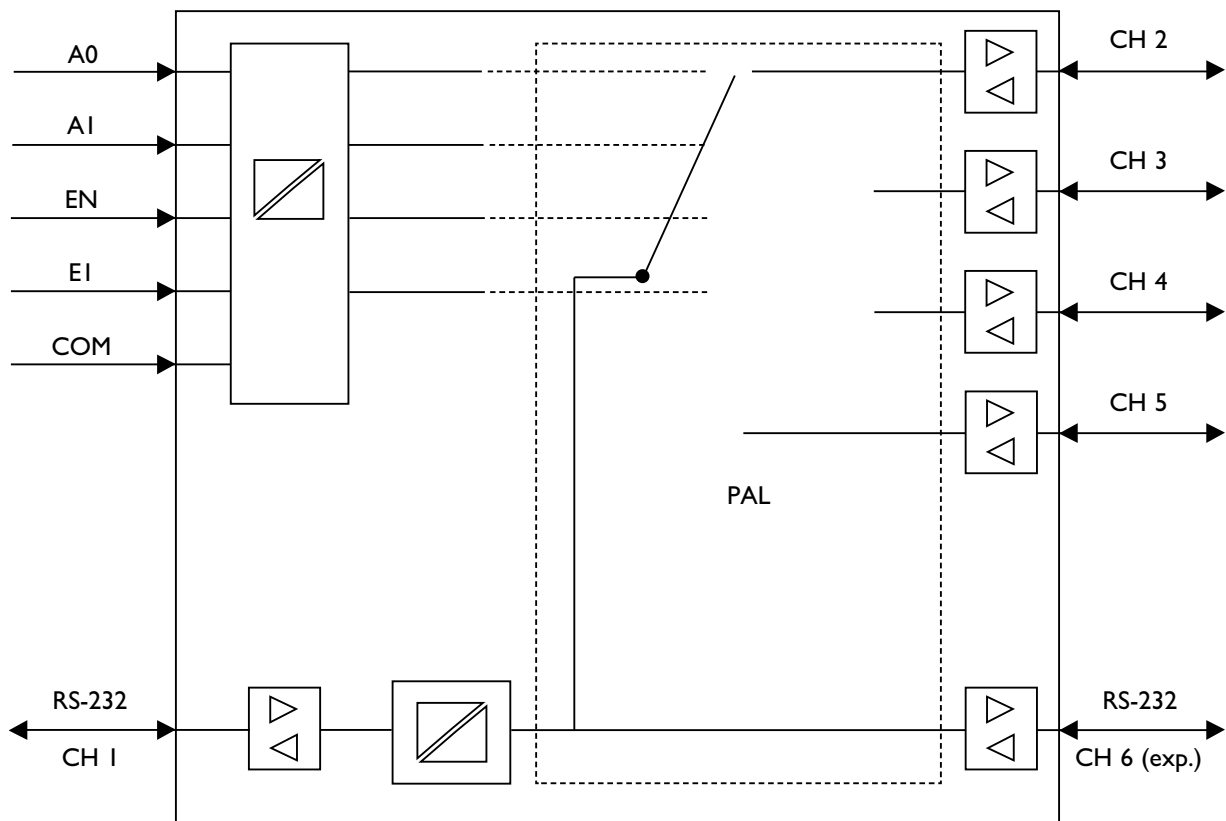 A0
A1
EN
E1
COM
CH 2
CH 3
CH 4
CH 5
PAL
RS-232
CH 1
RS-232
CH 6 (exp.)